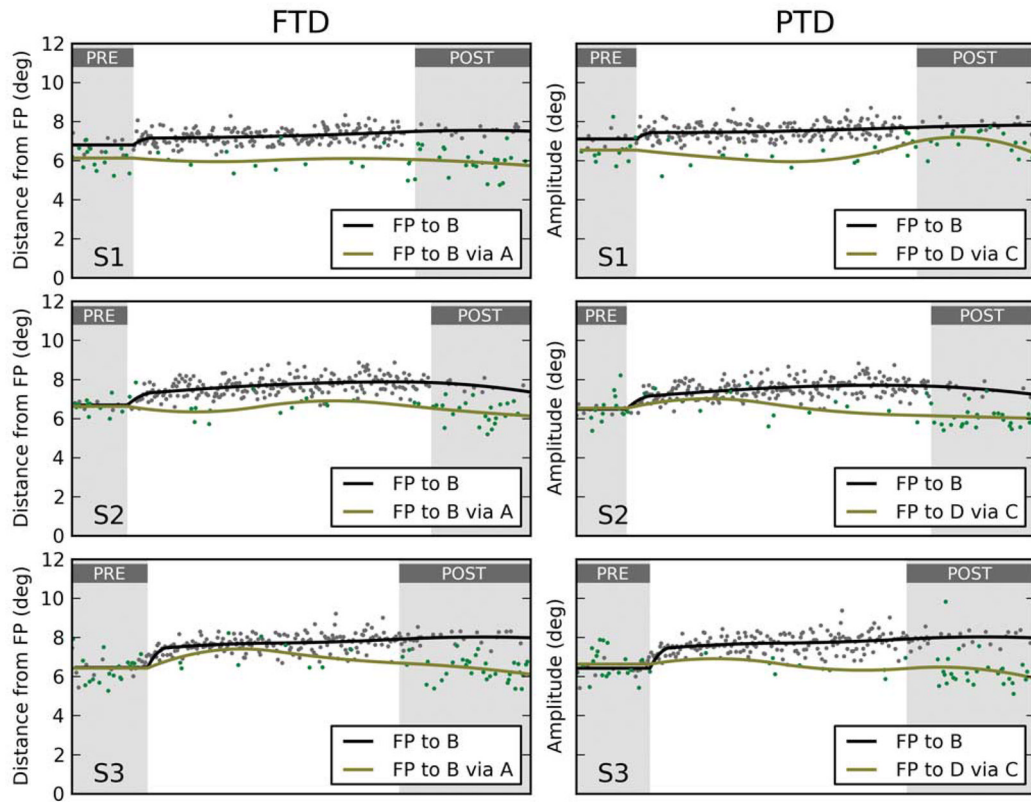 FTD
PTD
Distance from FP (deg)
12
10
8
6
4
2
0
PRE
POST
S1
FP to B
FP to B via A
Amplitude (deg)
PRE
POST
S1
FP to B
FP to D via C
Distance from FP (deg)
12
10
8
6
4
2
0
PRE
POST
S2
FP to B
FP to B via A
Amplitude (deg)
PRE
POST
S2
FP to B
FP to D via C
Distance from FP (deg)
12
10
8
6
4
2
0
PRE
POST
S3
FP to B
FP to B via A
Amplitude (deg)
PRE
POST
S3
FP to B
FP to D via C